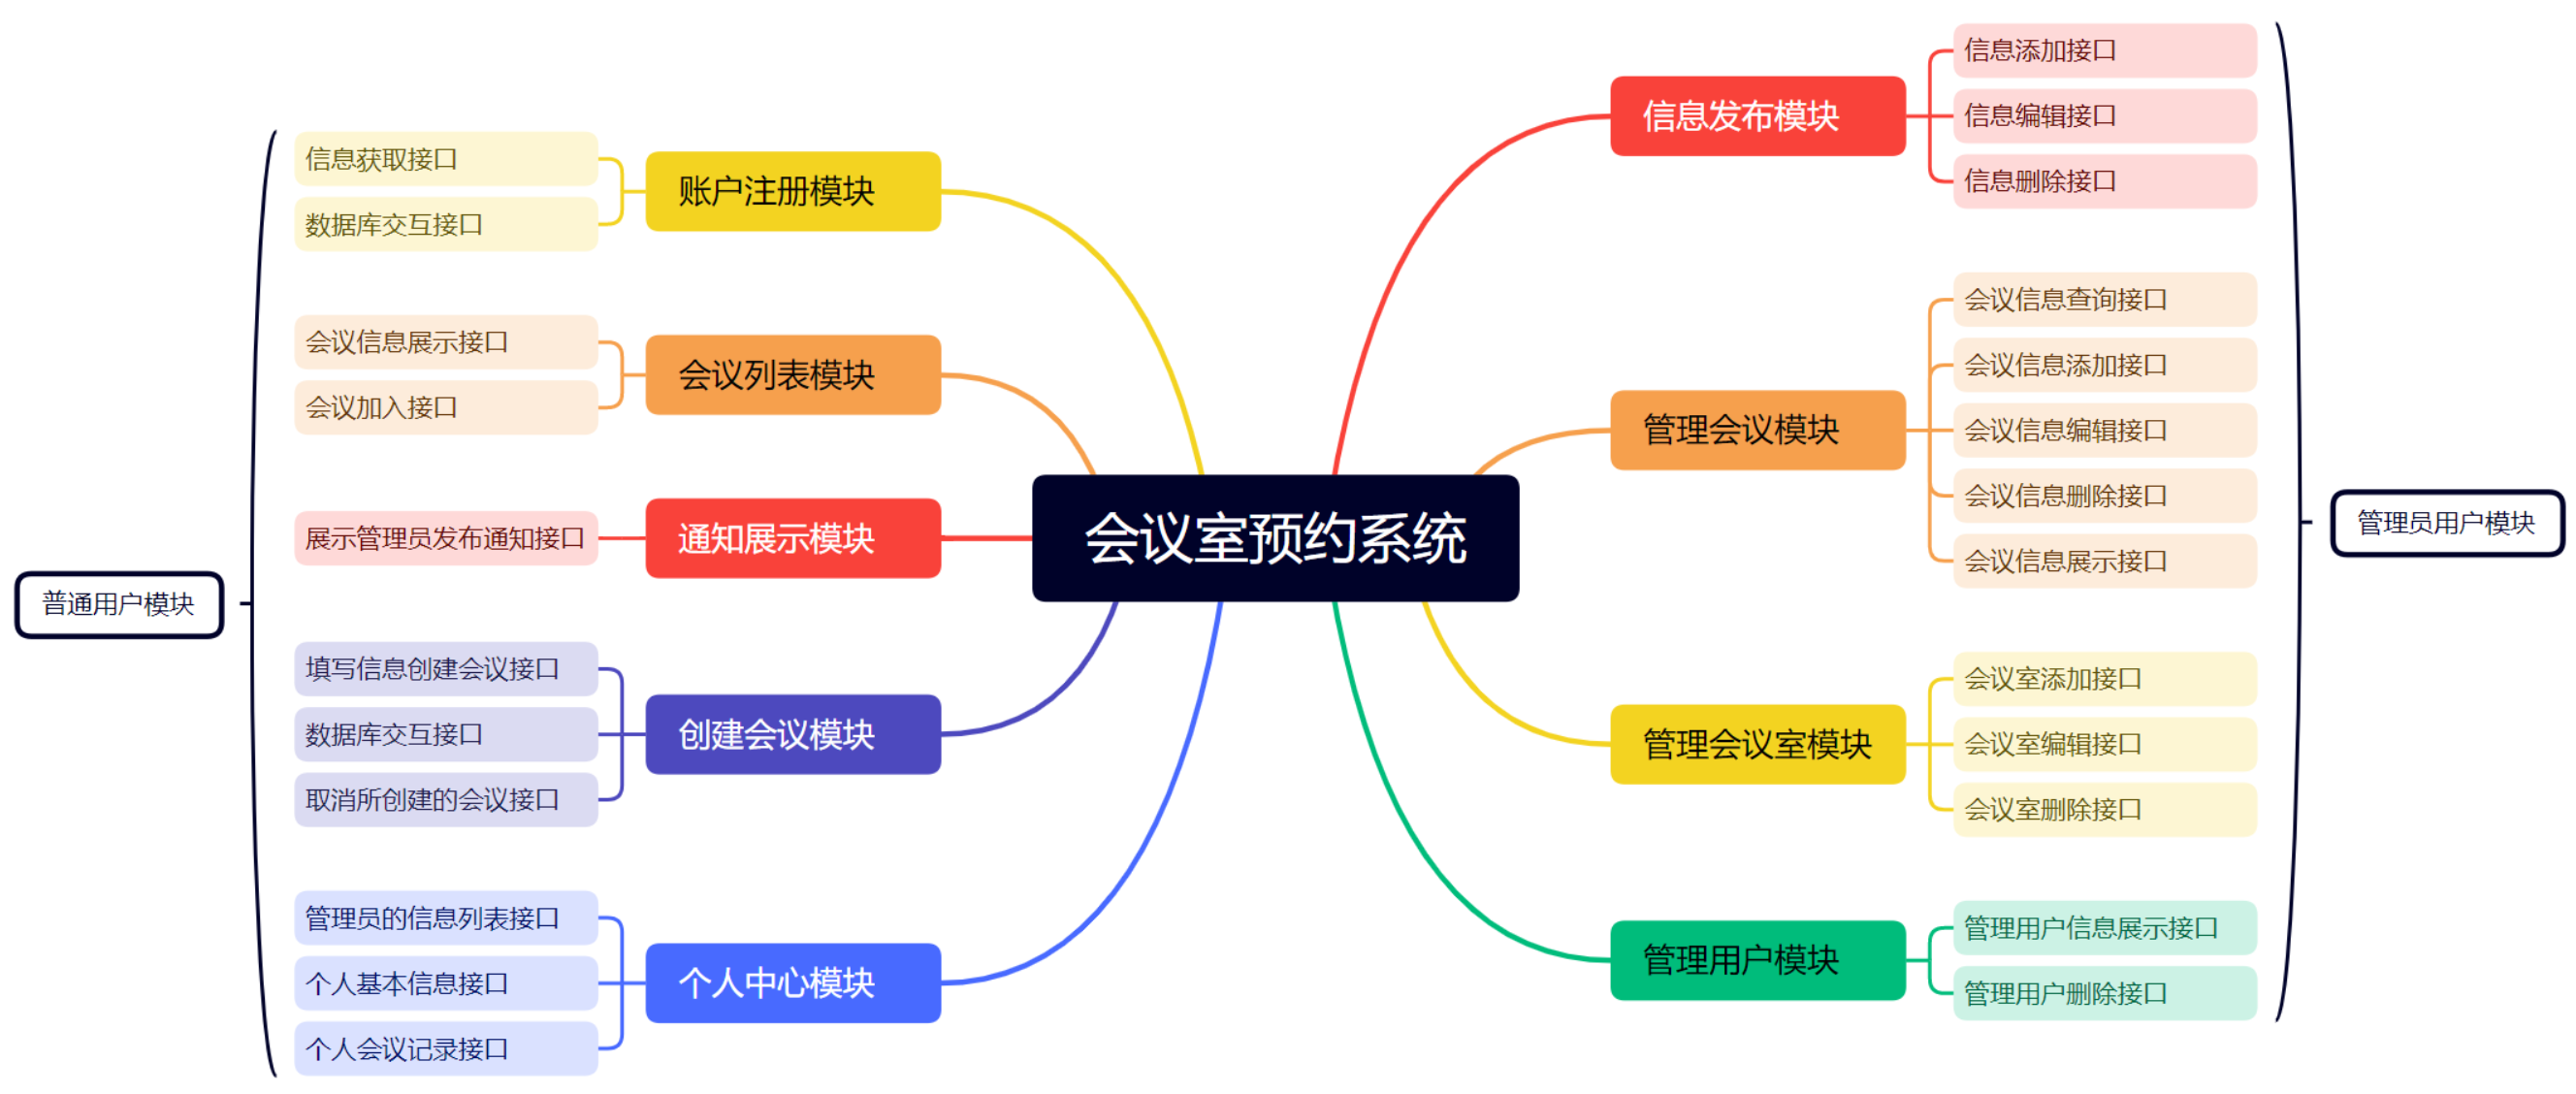 会议室预约系统
普通用户模块
账户注册模块
信息获取接口
数据库交互接口
会议列表模块
会议信息展示接口
会议加入接口
通知展示模块
展示管理员发布通知接口
创建会议模块
填写信息创建会议接口
数据库交互接口
取消所创建的会议接口
个人中心模块
管理员的信息列表接口
个人基本信息接口
个人会议记录接口
管理员用户模块
信息发布模块
信息添加接口
信息编辑接口
信息删除接口
管理会议模块
会议信息查询接口
会议信息添加接口
会议信息编辑接口
会议信息删除接口
会议信息展示接口
管理会议室模块
会议室添加接口
会议室编辑接口
会议室删除接口
管理用户模块
管理用户信息展示接口
管理用户删除接口